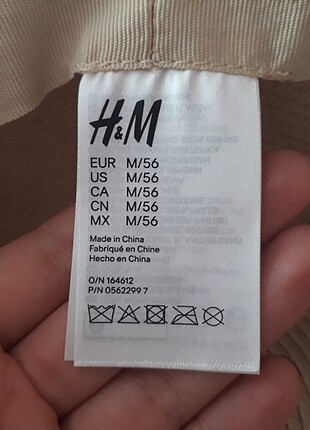 H&M
EUR M/56
US M/56
CA M/56
CN M/56
MX M/56
Made in China
Fabriqué en Chine
Hecho en China
O/N 164612
P/N 0562299 7